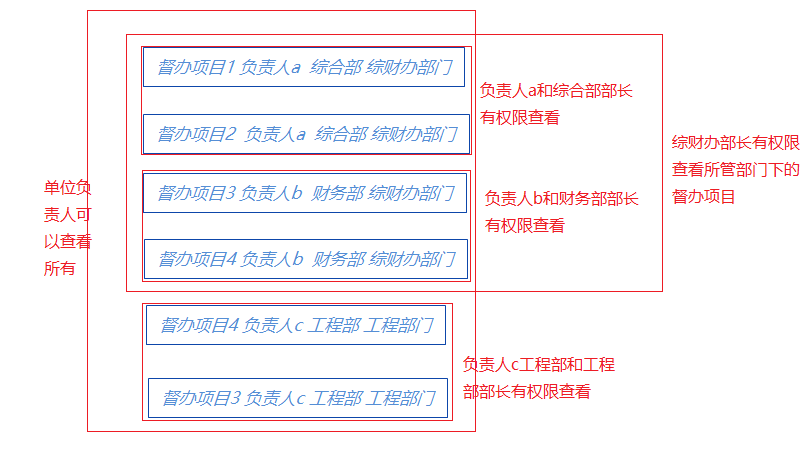 督办项目1 负责人a 综合部 综财办部门
督办项目2 负责人a 综合部 综财办部门
负责人a和综合部部长
有权限查看
督办项目3 负责人b 财务部 综财办部门
督办项目4 负责人b 财务部 综财办部门
负责人b和财务部部长
有权限查看
综财办部长有权限
查看所管部门下的
督办项目
单位负
责人可
以查看
所有
督办项目4 负责人c 工程部 工程部门
督办项目3 负责人c 工程部 工程部门
负责人c工程部和工程
部部长有权限查看